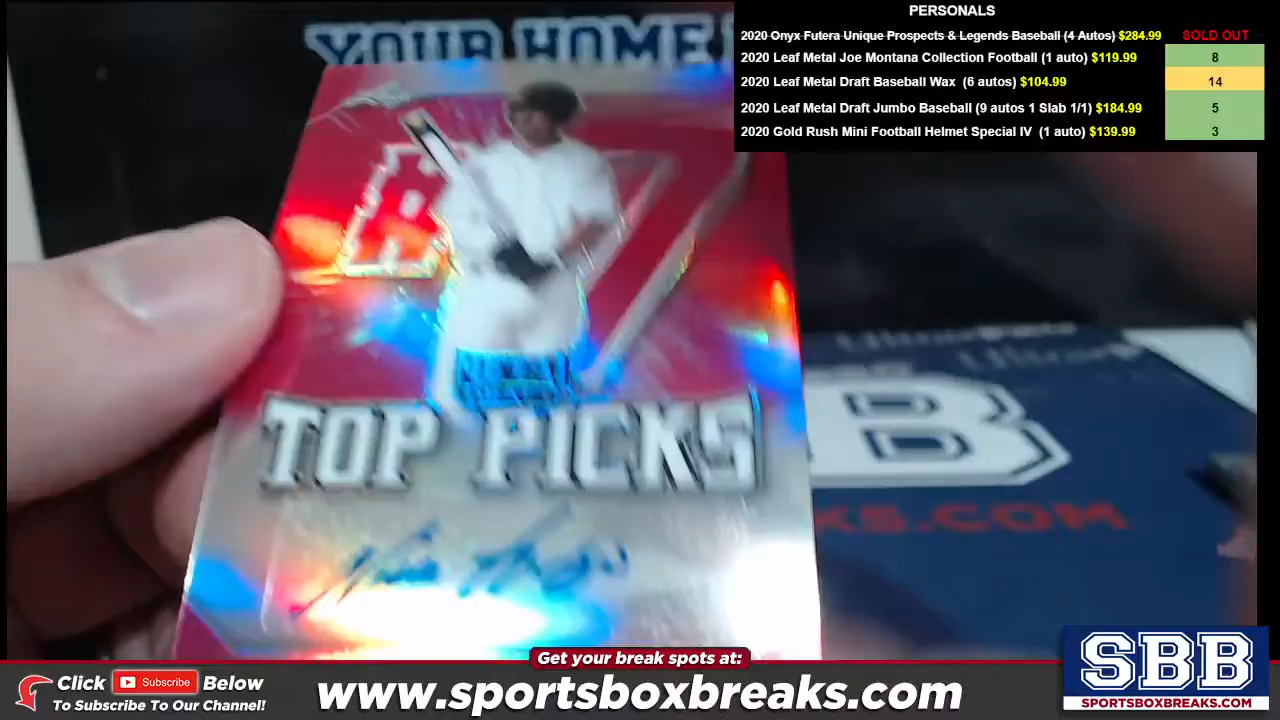 PERSONALS
2020 Onyx Futera Unique Prospects & Legends Baseball (4 Autos) $284.99 SOLD OUT
2020 Leaf Metal Joe Montana Collection Football (1 auto) $119.99 8
2020 Leaf Metal Draft Baseball Wax (6 autos) $104.99 14
2020 Leaf Metal Draft Jumbo Baseball (9 autos 1 Slab 1/1) $184.99 5
2020 Gold Rush Mini Football Helmet Special IV (1 auto) $139.99 3
YOUR HOME
TOP PICKS
B
KS.COM
Get your break spots at:
Click Subscribe Below
To Subscribe To Our Channel!
www.sportsboxbreaks.com
SBB
SPORTSBOXBREAKS.COM